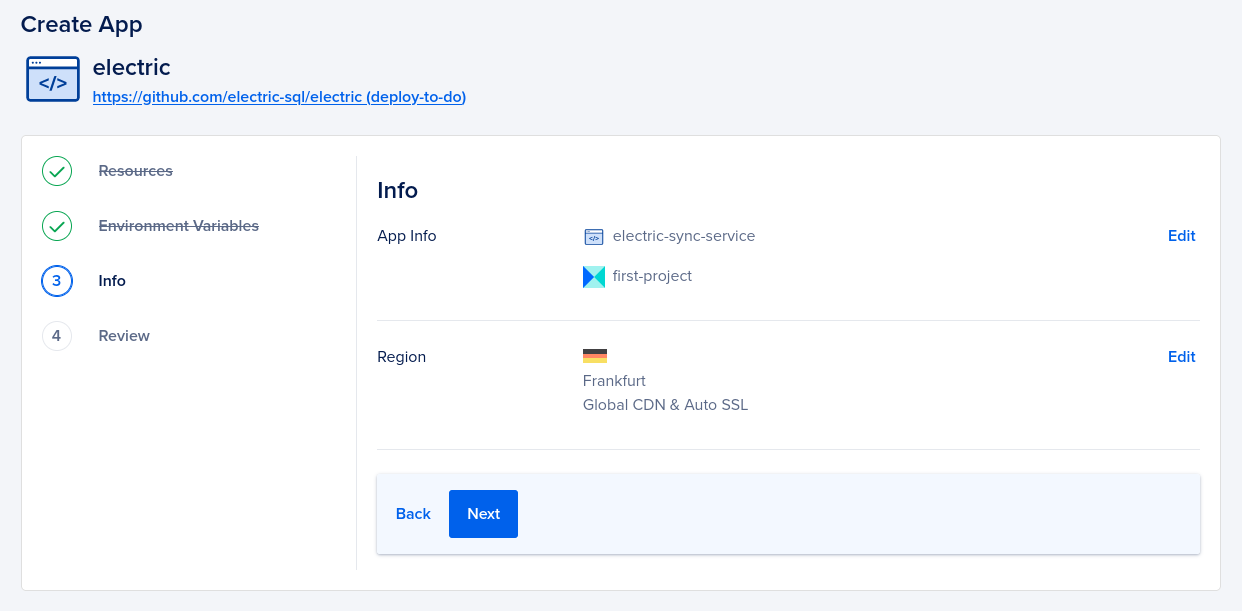 Create App
electric
https://github.com/electric-sql/electric (deploy-to-do)
Resources
Environment Variables
3 Info
4 Review
Info
App Info
electric-sync-service
Edit
first-project
Region
Edit
Frankfurt
Global CDN & Auto SSL
Back
Next